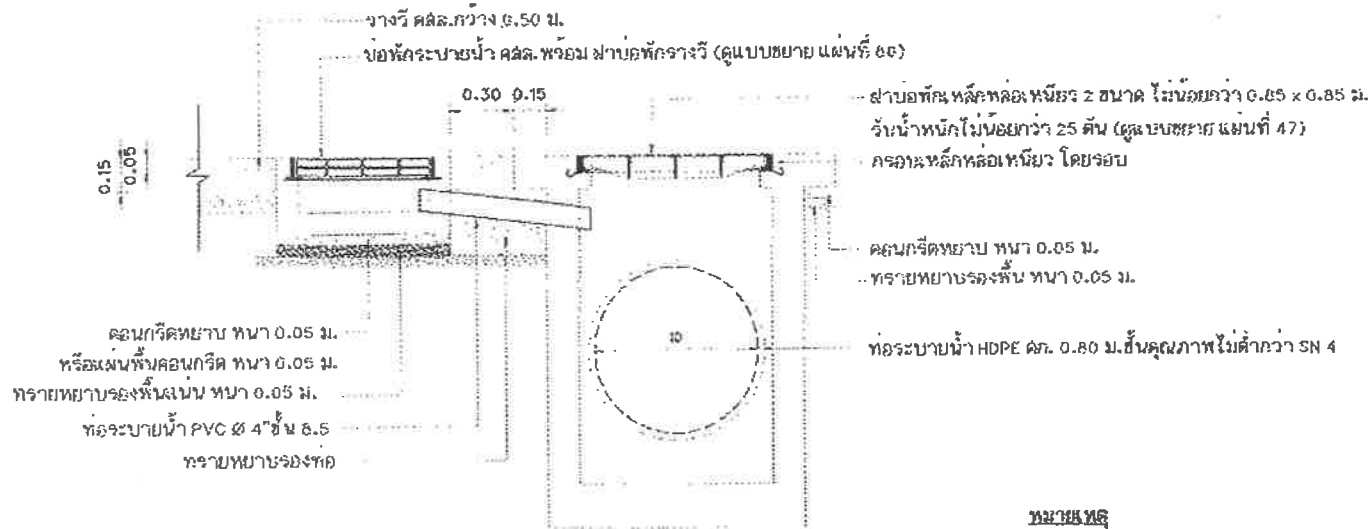 รางวี คสล.กว้าง 0.50 ม.
บ่อพักระบายน้ำ คสล. พร้อม ฝาบ่อพักรางวี (ดูแบบขยาย แผ่นที่ 60)
0.30 0.15
ฝาบ่อพักเหล็กหล่อเหนียว 2 ขนาด ไม่น้อยกว่า 0.85 x 0.85 ม.
รับน้ำหนักไม่น้อยกว่า 25 ตัน (ดูแบบขยาย แผ่นที่ 47)
กรอบเหล็กหล่อเหนียว โดยรอบ
0.15
0.05
คอนกรีตหยาบ หนา 0.05 ม.
ทรายหยาบรองพื้น หนา 0.05 ม.
ID
ท่อระบายน้ำ HDPE ศก. 0.80 ม.ชั้นคุณภาพไม่ต่ำกว่า SN 4
คอนกรีตหยาบ หนา 0.05 ม.
หรือแผ่นพื้นคอนกรีต หนา 0.05 ม.
ทรายหยาบรองพื้นแน่น หนา 0.05 ม.
ท่อระบายน้ำ PVC Ø 4" ชั้น 8.5
ทรายหยาบรองท่อ
หมายเหตุ